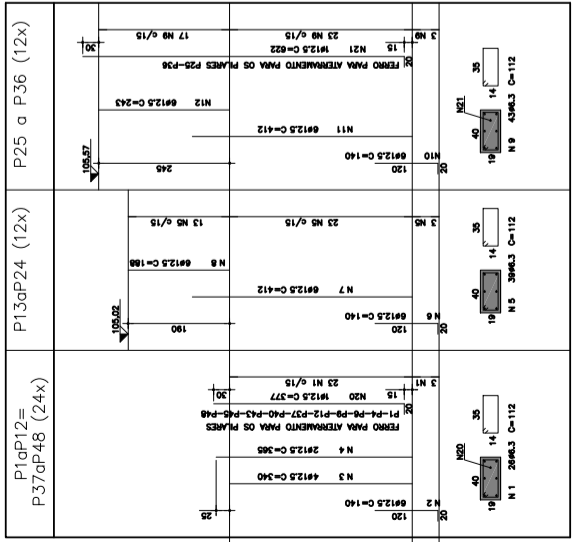 P25 a P36 (12x)
30
17 N9 c/15
23 N9 c/15
3 N9
N21 1ø12.5 C=622
15
20
FERRO PARA ATERRAMENTO PARA OS PILARES P25-P36
N12 6ø12.5 C=243
N11 6ø12.5 C=412
N10 6ø12.5 C=140
105,57
245
120
20
35
14
N21
40
19
N 9 43ø6.3 C=112
P13aP24 (12x)
13 N5 c/15
23 N5 c/15
3 N5
N 8 6ø12.5 C=188
N 7 6ø12.5 C=412
N 6 6ø12.5 C=140
105,02
190
120
20
35
14
40
19
N 5 39ø6.3 C=112
P1aP12=
P37aP48 (24x)
23 N1 c/15
3 N1
30
N20 1ø12.5 C=377
15
20
FERRO PARA ATERRAMENTO PARA OS PILARES
P1-P4-P6-P9-P12-P37-P40-P43-P45-P48
N 4 2ø12.5 C=365
N 3 4ø12.5 C=340
N 2 6ø12.5 C=140
25
120
20
35
14
N20
40
19
N 1 26ø6.3 C=112